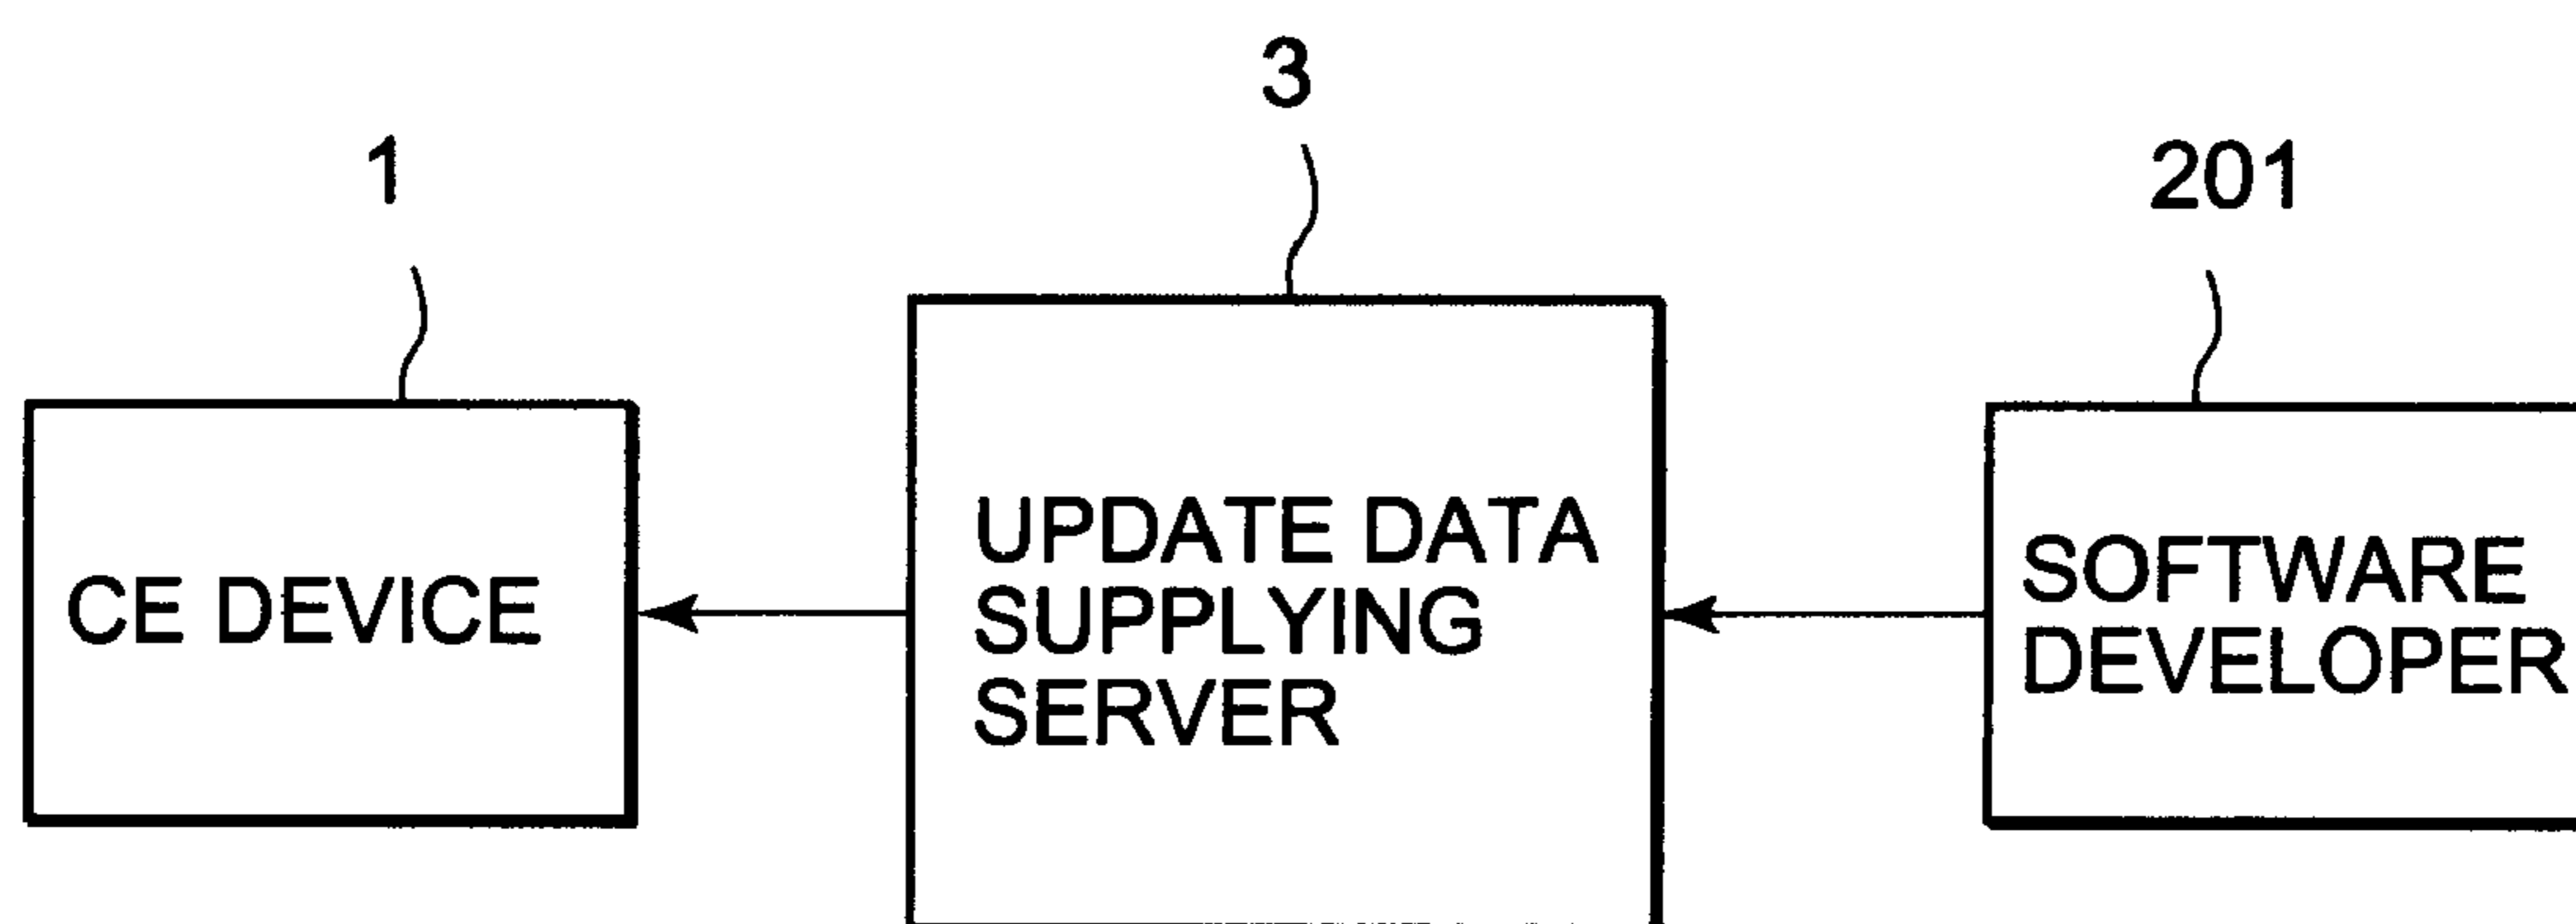 3
1
201
CE DEVICE
UPDATE DATA
SUPPLYING
SERVER
SOFTWARE
DEVELOPER